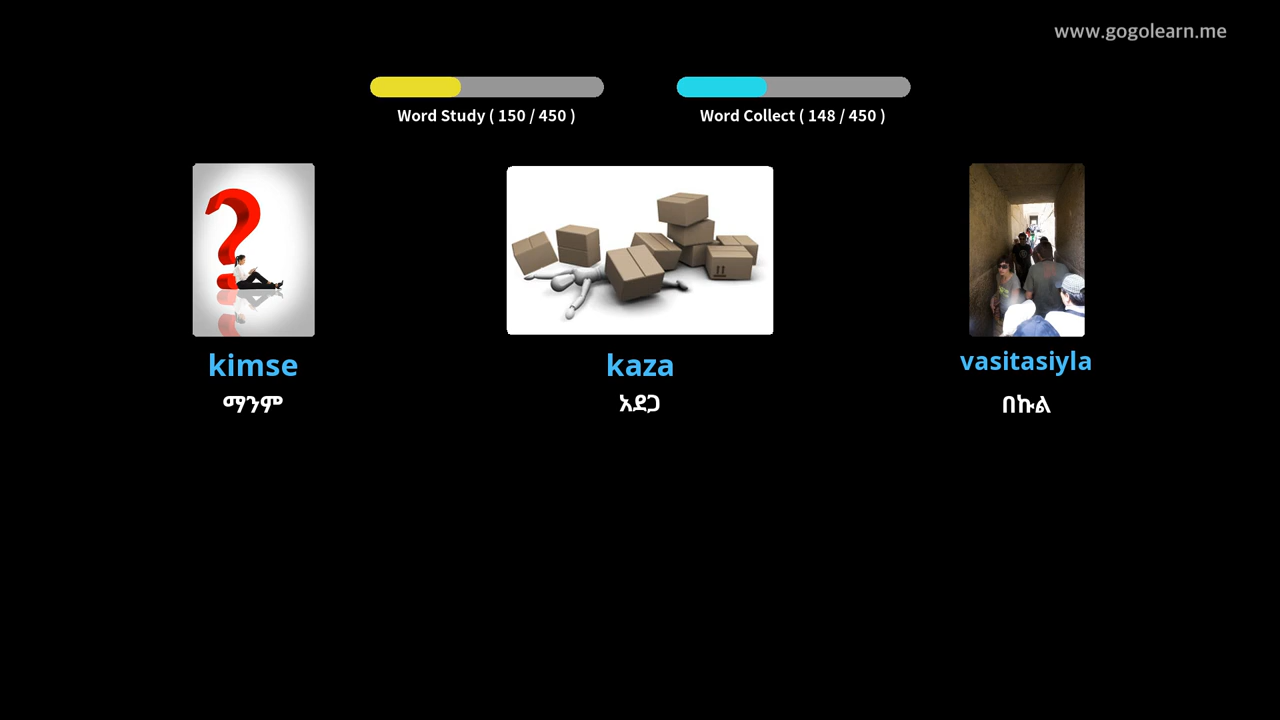 www.gogolearn.me
Word Study ( 150 / 450 )
Word Collect ( 148 / 450 )
kimse
ማንም
kaza
አደጋ
vasitasiyla
በኩል